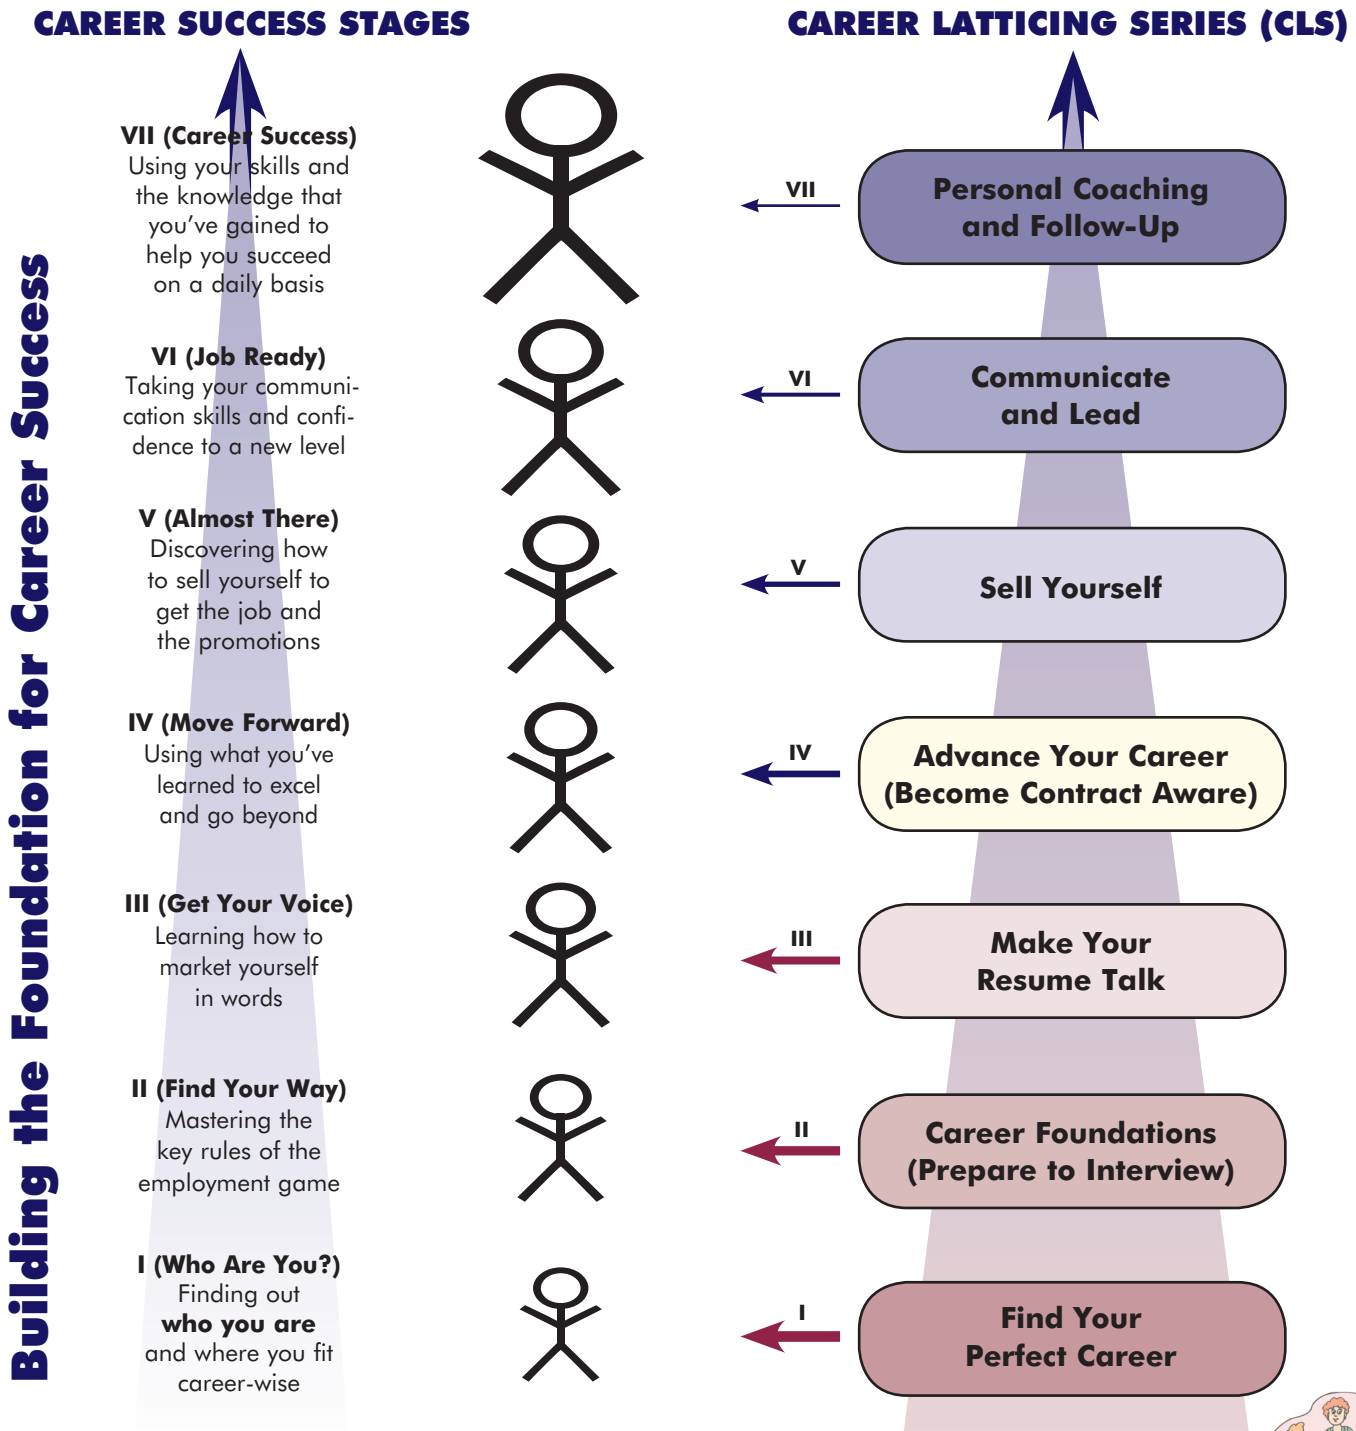 CAREER SUCCESS STAGES
CAREER LATTICING SERIES (CLS)
Building the Foundation for Career Success
VII (Career Success)
Using your skills and
the knowledge that
you've gained to
help you succeed
on a daily basis
VII
Personal Coaching
and Follow-Up
VI (Job Ready)
Taking your communi-
cation skills and confi-
dence to a new level
VI
Communicate
and Lead
V (Almost There)
Discovering how
to sell yourself to
get the job and
the promotions
V
Sell Yourself
IV (Move Forward)
Using what you've
learned to excel
and go beyond
IV
Advance Your Career
(Become Contract Aware)
III (Get Your Voice)
Learning how to
market yourself
in words
III
Make Your
Resume Talk
II (Find Your Way)
Mastering the
key rules of the
employment game
II
Career Foundations
(Prepare to Interview)
I (Who Are You?)
Finding out
who you are
and where you fit
career-wise
I
Find Your
Perfect Career